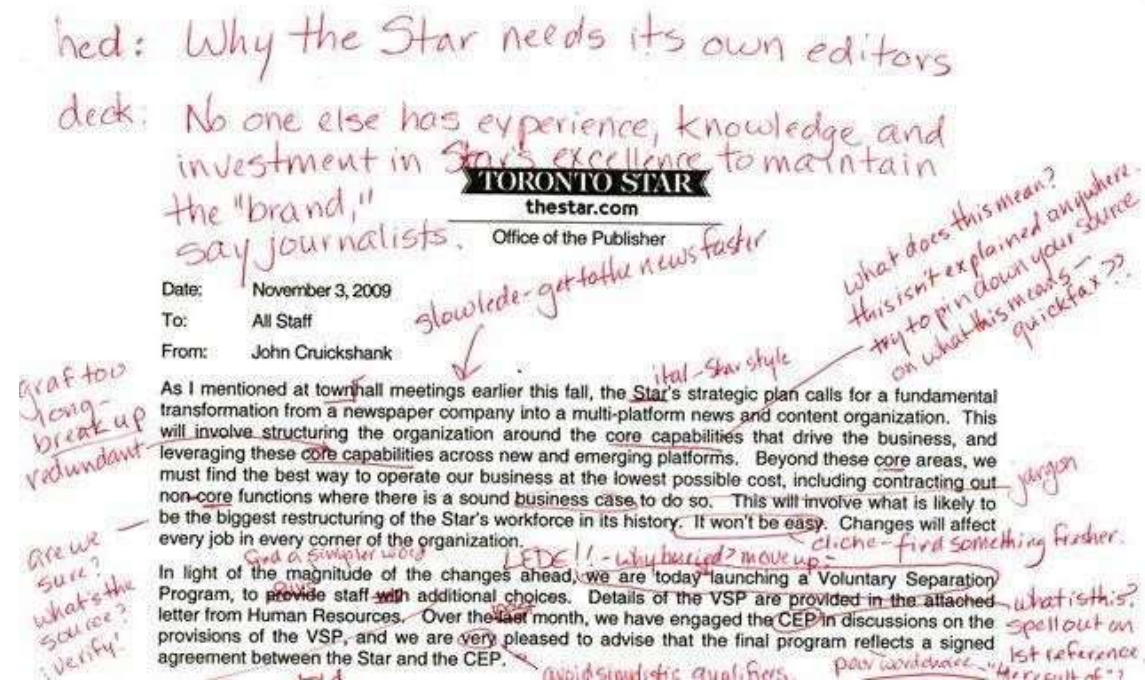 hed: Why the Star needs its own editors
deck: No one else has experience, knowledge and
investment in Star's excellence to maintain
the "brand,"
say journalists.
TORONTO STAR
thestar.com
Office of the Publisher
slow lede - get to the news faster
what does this mean?
this isn't explained anywhere.
try to pin down your source
on what this means -
quickfax??
Date: November 3, 2009
To: All Staff
From: John Cruickshank
ital - Star style
graf too
long -
break up
redundant
As I mentioned at townhall meetings earlier this fall, the Star's strategic plan calls for a fundamental
transformation from a newspaper company into a multi-platform news and content organization. This
will involve structuring the organization around the core capabilities that drive the business, and
leveraging these core capabilities across new and emerging platforms. Beyond these core areas, we
must find the best way to operate our business at the lowest possible cost, including contracting out
non-core functions where there is a sound business case to do so. This will involve what is likely to
be the biggest restructuring of the Star's workforce in its history. It won't be easy. Changes will affect
every job in every corner of the organization.
jargon
cliche - find something fresher.
are we
sure?
what's the
source?
verify!
find a simpler word
LEDE!! - why buried? move up -
In light of the magnitude of the changes ahead, we are today launching a Voluntary Separation
Program, to provide staff with additional choices. Details of the VSP are provided in the attached
letter from Human Resources. Over the last month, we have engaged the CEP in discussions on the
provisions of the VSP, and we are very pleased to advise that the final program reflects a signed
agreement between the Star and the CEP.
what is this?
spell out on
1st reference
avoid simplistic qualifiers.
poor word choice
"the result of"?